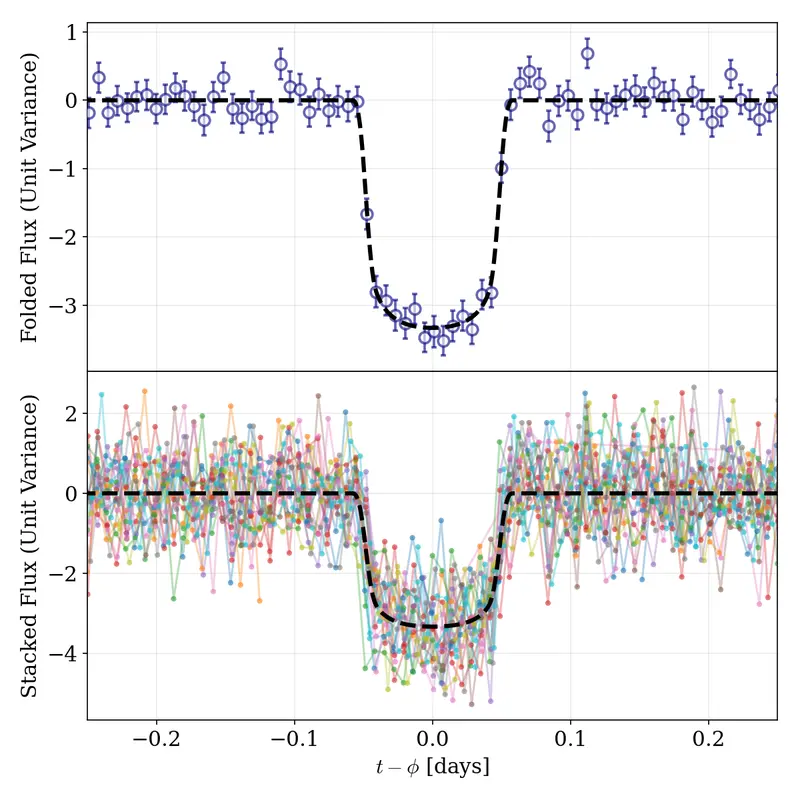 Folded Flux (Unit Variance)
1
0
−1
−2
−3
Stacked Flux (Unit Variance)
2
0
−2
−4
−0.2 −0.1 0.0 0.1 0.2
t − ϕ [days]